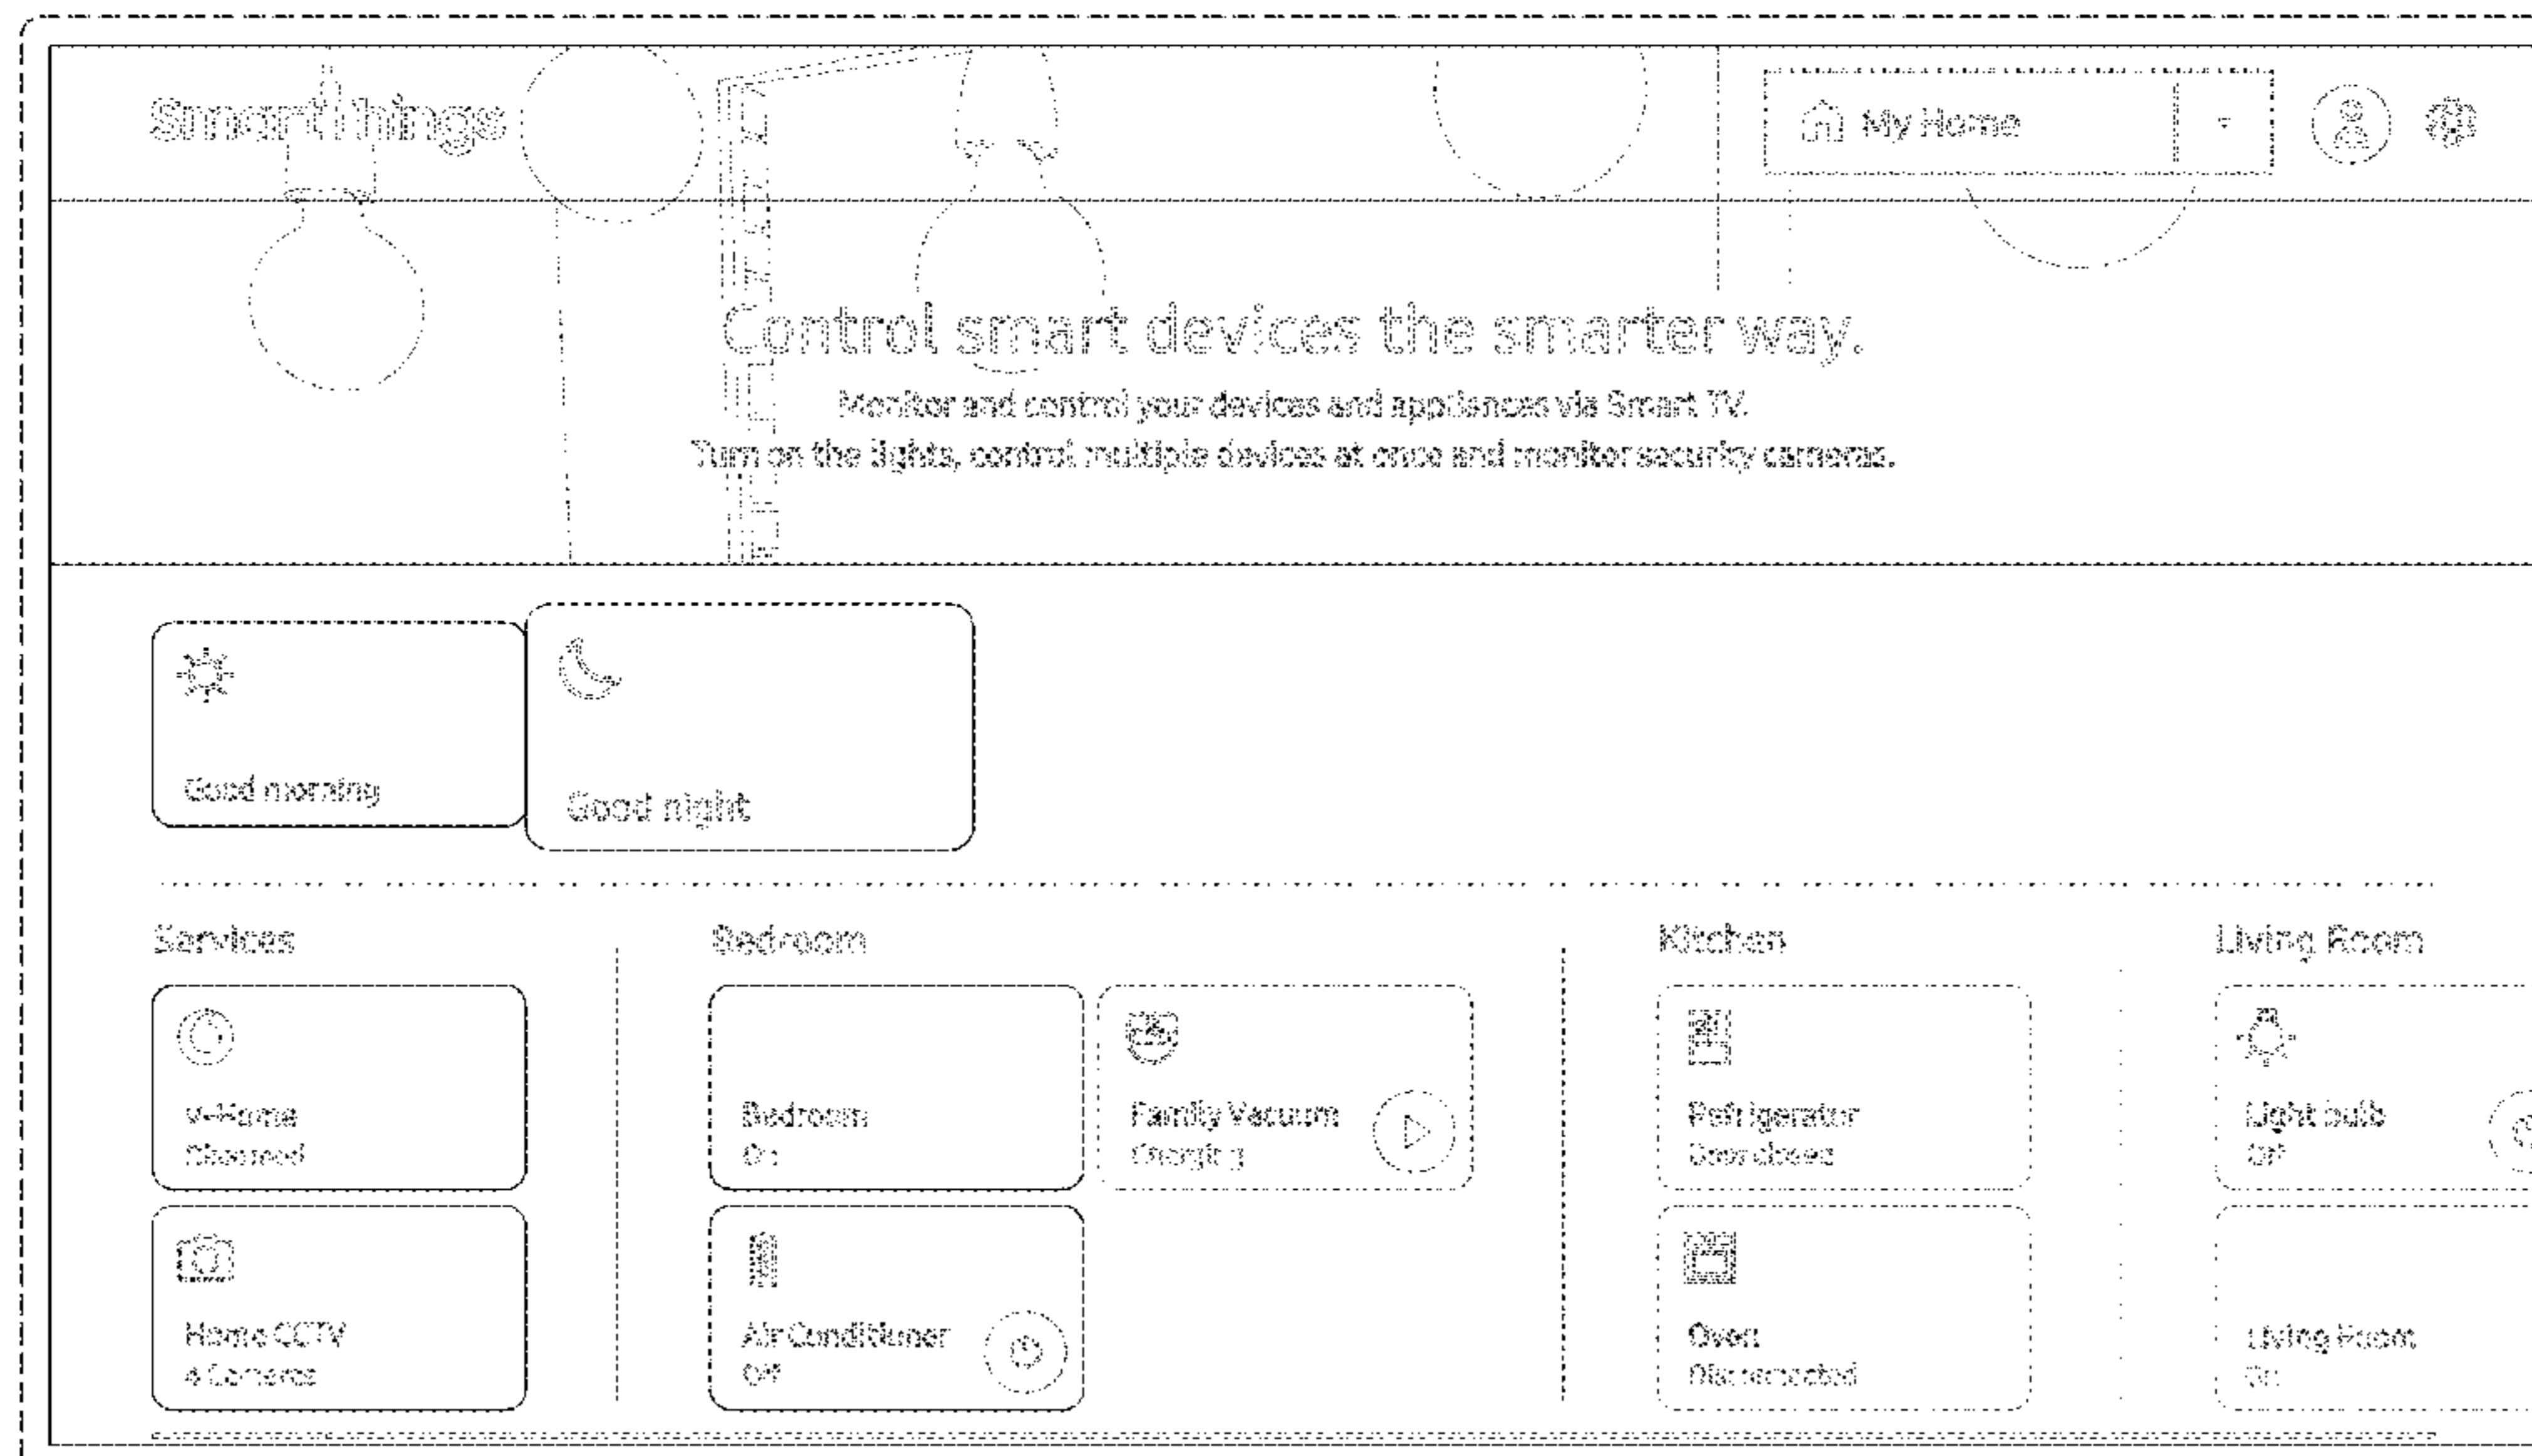 SmartThings
My Home
Control smart devices the smarter way.
Monitor and control your devices and appliances via Smart TV.
Turn on the lights, control multiple devices at once and monitor security cameras.
Good morning
Good night
Services
Bedroom
Kitchen
Living Room
v-Home
Bedroom
On
Family Vacuum
Charging
Refrigerator
Door closed
Light bulb
Off
Home CCTV
4 Cameras
Air Conditioner
Off
Oven
Disconnected
Living Room
On